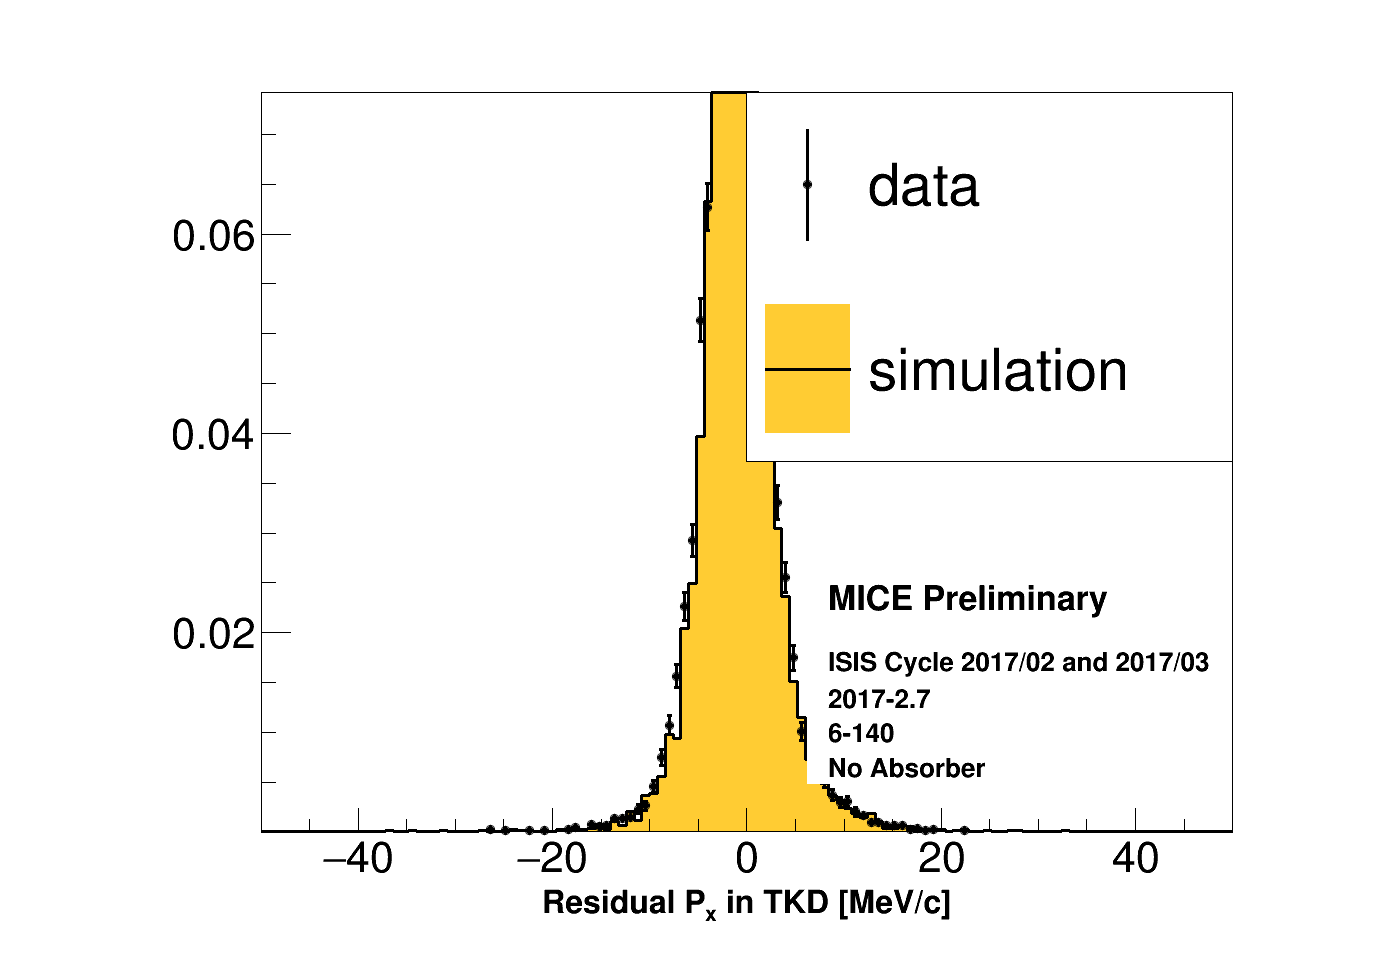 data
simulation
0.06
0.04
0.02
MICE Preliminary
ISIS Cycle 2017/02 and 2017/03
2017-2.7
6-140
No Absorber
−40 −20 0 20 40
Residual Px in TKD [MeV/c]